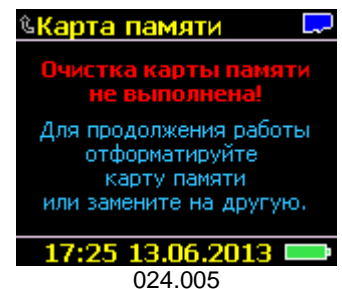 Карта памяти
Очистка карты памяти
не выполнена!
Для продолжения работы
отформатируйте
карту памяти
или замените на другую.
17:25 13.06.2013
024.005